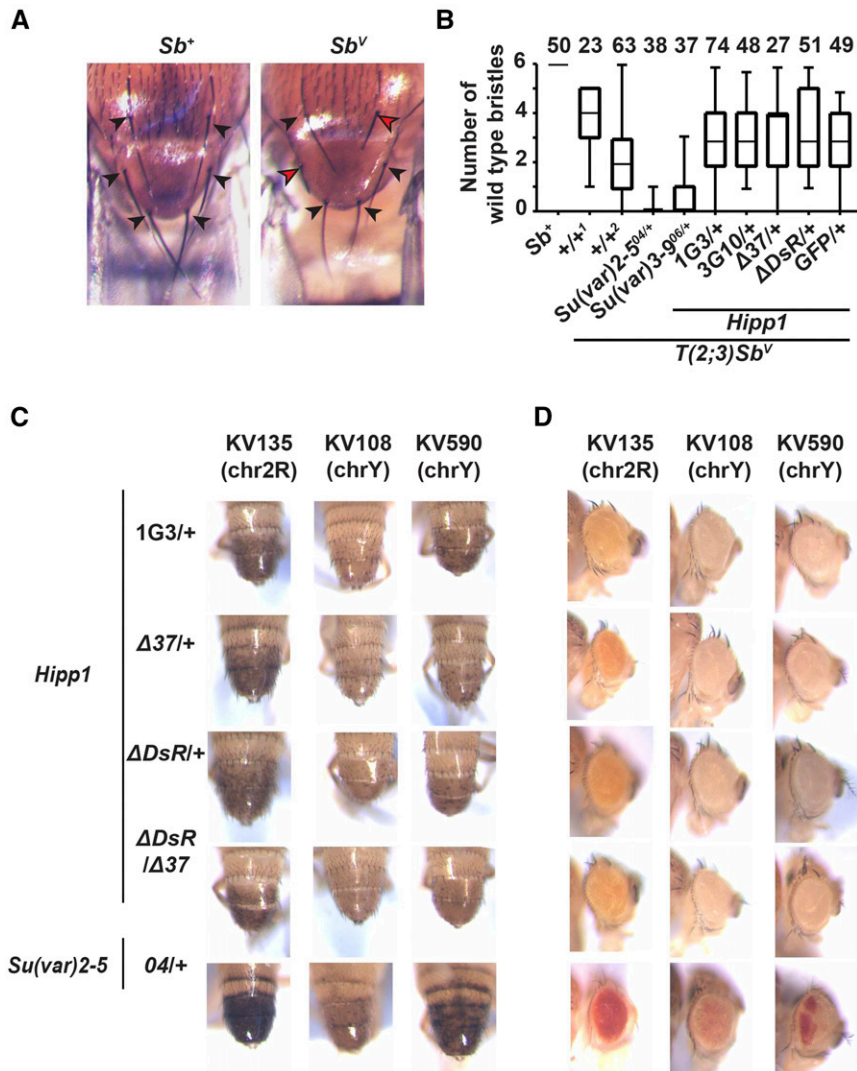 A
Sb+
SbV
B
50 23 63 38 37 74 48 27 51 49
Number of
wild type bristles
6
4
2
0
Sb+
+/+1
+/+2
Su(var)2-504/+
Su(var)3-906/+
1G3/+
3G10/+
Δ37/+
ΔDsR/+
GFP/+
Hipp1
T(2;3)SbV
C
KV135 KV108 KV590
(chr2R) (chrY) (chrY)
1G3/+
Δ37/+
Hipp1
ΔDsR/+
ΔDsR
/Δ37
Su(var)2-5
04/+
D
KV135 KV108 KV590
(chr2R) (chrY) (chrY)